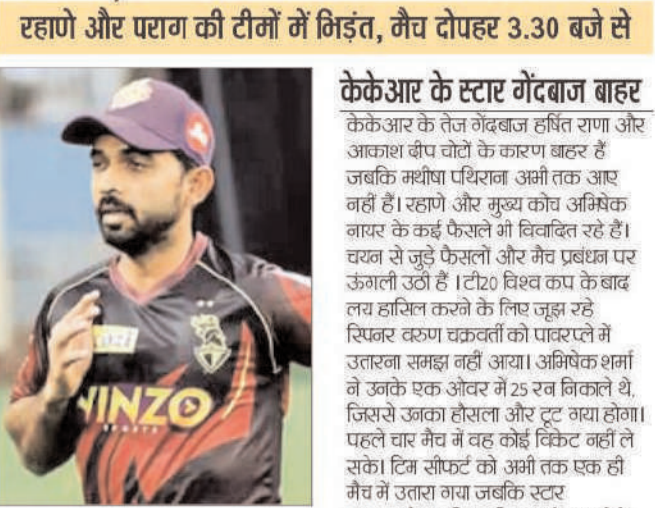 रहाणे और पराग की टीमों में भिड़ंत, मैच दोपहर 3.30 बजे से
केकेआर के स्टार गेंदबाज बाहर
केकेआर के तेज गेंदबाज हर्षित राणा और
आकाश दीप चोटों के कारण बाहर हैं
जबकि मथीषा पथिराना अभी तक आए
नहीं हैं। रहाणे और मुख्य कोच अभिषेक
नायर के कई फैसले भी विवादित रहे हैं।
चयन से जुड़े फैसलों और मैच प्रबंधन पर
ऊंगली उठी हैं ।टी20 विश्व कप के बाद
लय हासिल करने के लिए जूझ रहे
स्पिनर वरुण चक्रवर्ती को पावरप्ले में
उतारना समझ नहीं आया। अभिषेक शर्मा
ने उनके एक ओवर में 25 रन निकाले थे,
जिससे उनका हौसला और टूट गया होगा।
पहले चार मैच में वह कोई विकेट नहीं ले
सके। टिम सीफर्ट को अभी तक एक ही
मैच में उतारा गया जबकि स्टार
WINZO
SPORTS